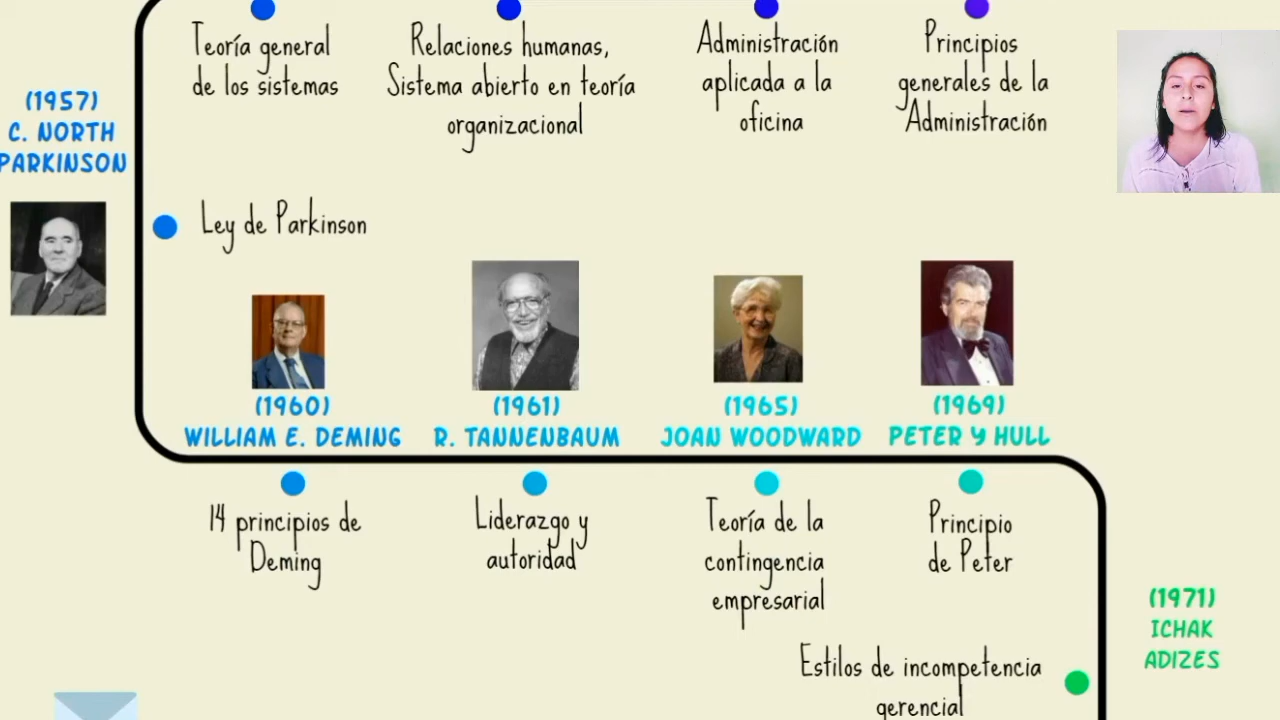 Teoría general
de los sistemas
Relaciones humanas,
Sistema abierto en teoría
organizacional
Administración
aplicada a la
oficina
Principios
generales de la
Administración
(1957)
C. NORTH
PARKINSON
Ley de Parkinson
(1960)
WILLIAM E. DEMING
(1961)
R. TANNENBAUM
(1965)
JOAN WOODWARD
(1969)
PETER Y HULL
14 principios de
Deming
Liderazgo y
autoridad
Teoría de la
contingencia
empresarial
Principio
de Peter
(1971)
ICHAK
ADIZES
Estilos de incompetencia
gerencial